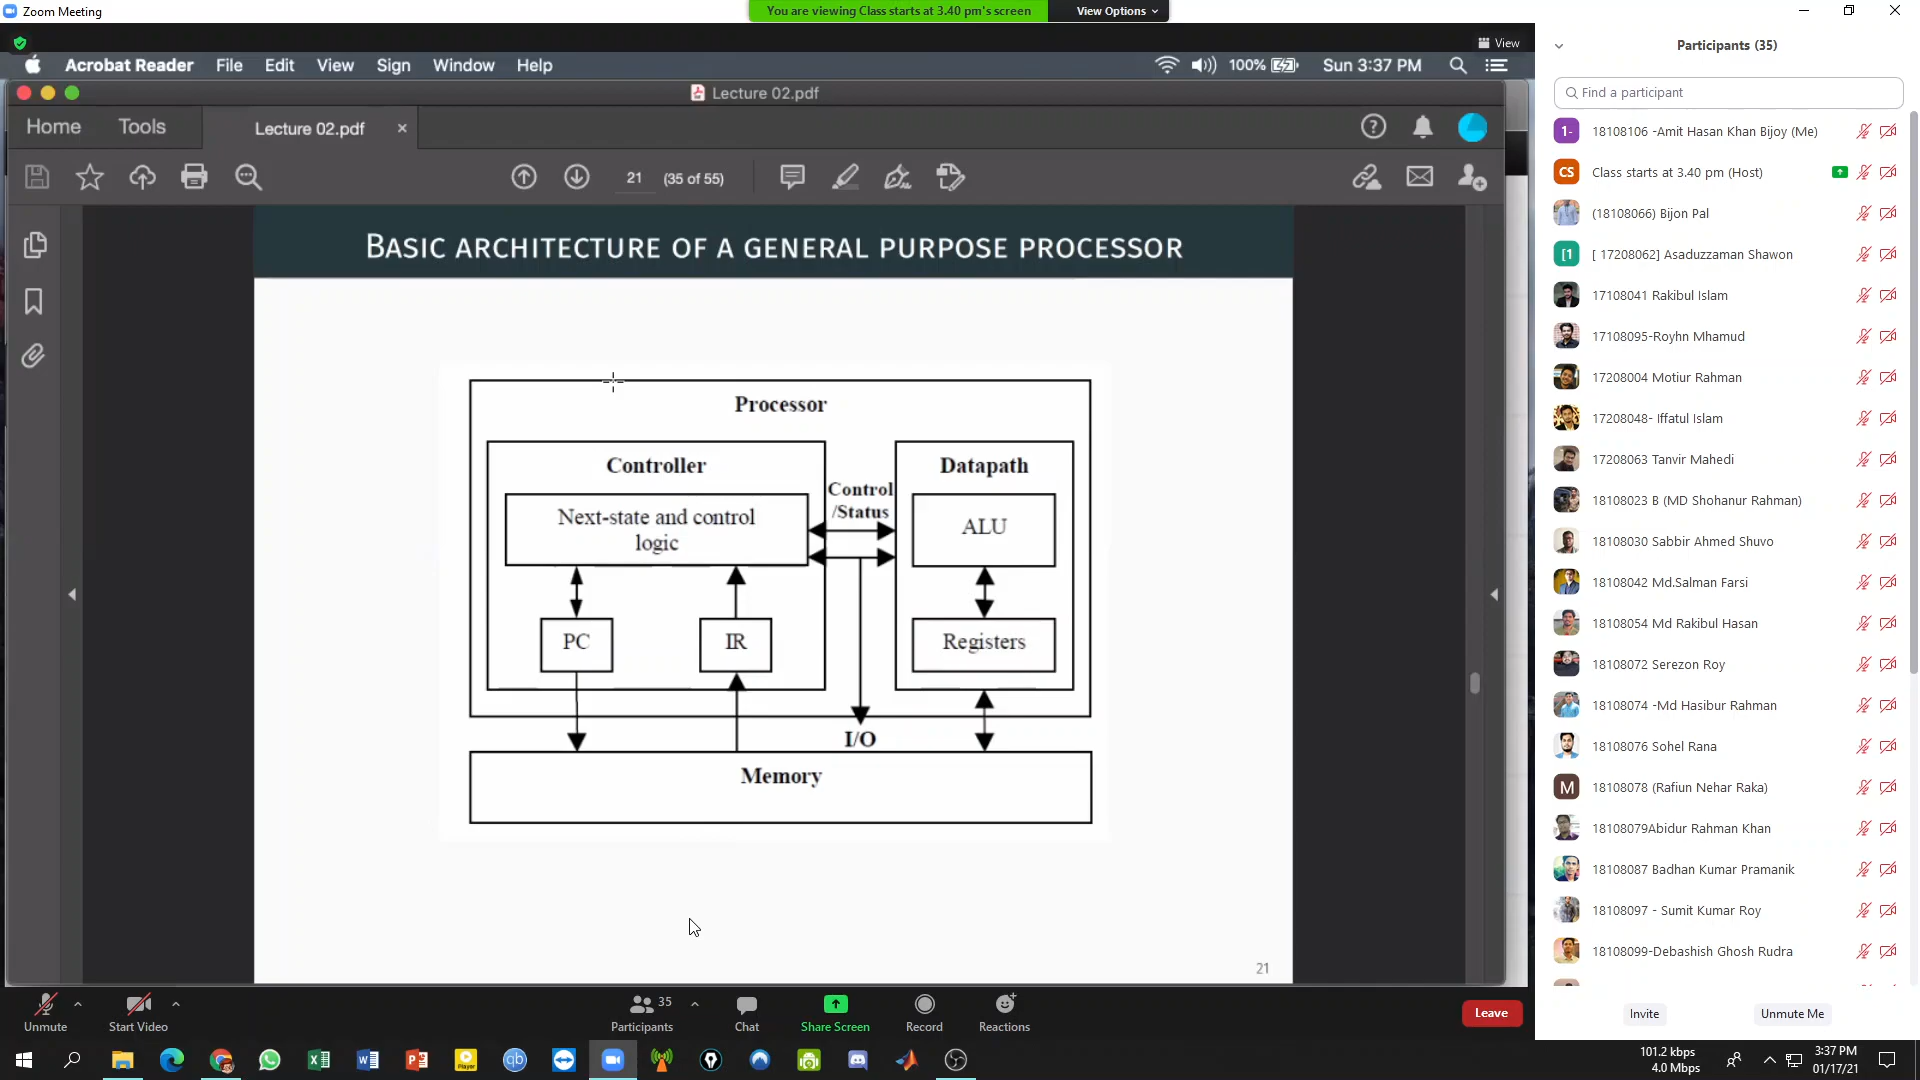 Zoom Meeting
You are viewing Class starts at 3.40 pm's screen
View Options
View
Acrobat Reader File Edit View Sign Window Help
100%
Sun 3:37 PM
Lecture 02.pdf
Home Tools Lecture 02.pdf
21 (35 of 55)
BASIC ARCHITECTURE OF A GENERAL PURPOSE PROCESSOR
Processor
Controller
Datapath
Control
/Status
Next-state and control
logic
ALU
PC
IR
Registers
I/O
Memory
21
Participants (35)
Find a participant
1-
18108106 -Amit Hasan Khan Bijoy (Me)
CS
Class starts at 3.40 pm (Host)
(18108066) Bijon Pal
[1
[ 17208062] Asaduzzaman Shawon
17108041 Rakibul Islam
17108095-Royhn Mhamud
17208004 Motiur Rahman
17208048- Iffatul Islam
17208063 Tanvir Mahedi
18108023 B (MD Shohanur Rahman)
18108030 Sabbir Ahmed Shuvo
18108042 Md.Salman Farsi
18108054 Md Rakibul Hasan
18108072 Serezon Roy
18108074 -Md Hasibur Rahman
18108076 Sohel Rana
M
18108078 (Rafiun Nehar Raka)
18108079Abidur Rahman Khan
18108087 Badhan Kumar Pramanik
18108097 - Sumit Kumar Roy
18108099-Debashish Ghosh Rudra
Invite
Unmute Me
Unmute
Start Video
35
Participants
Chat
Share Screen
Record
Reactions
Leave
101.2 kbps
4.0 Mbps
3:37 PM
01/17/21